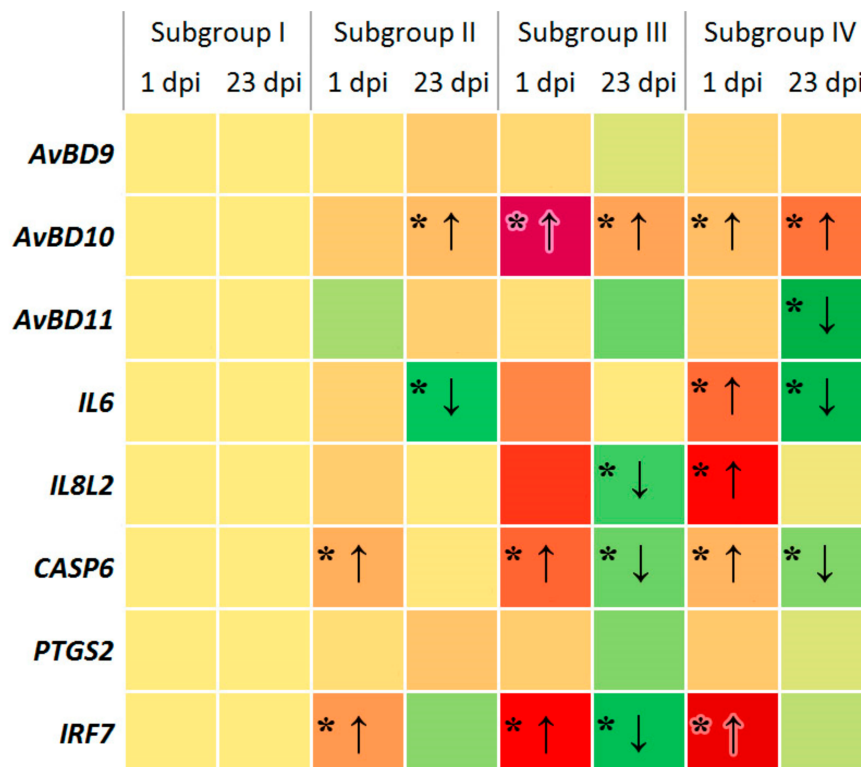 Subgroup I Subgroup II Subgroup III Subgroup IV
1 dpi 23 dpi 1 dpi 23 dpi 1 dpi 23 dpi 1 dpi 23 dpi
AvBD9
AvBD10 * ↑ * ↑ * ↑ * ↑ * ↑
AvBD11 * ↓
IL6 * ↓ * ↑ * ↓
IL8L2 * ↓ * ↑
CASP6 * ↑ * ↑ * ↓ * ↑ * ↓
PTGS2
IRF7 * ↑ * ↑ * ↓ * ↑